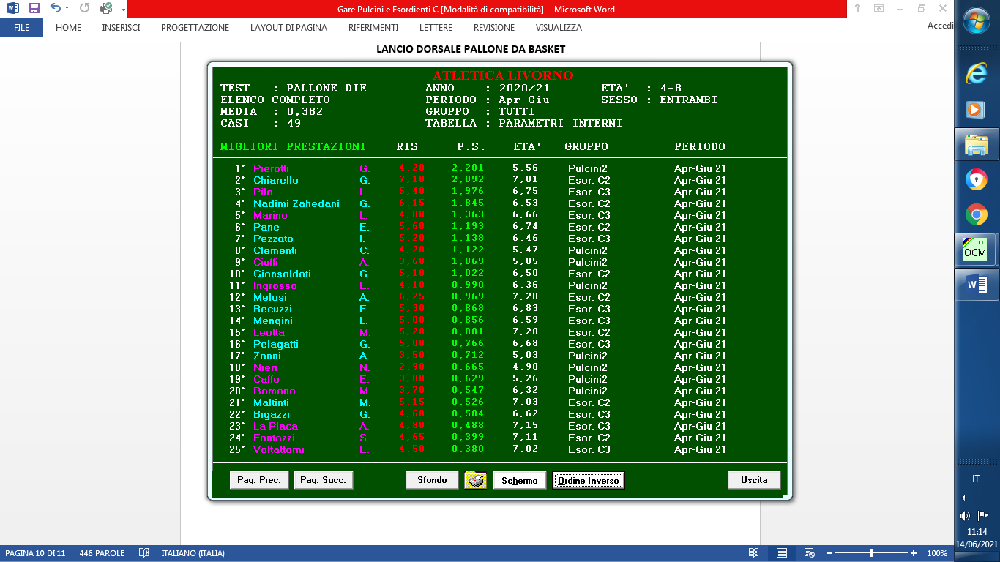 Gare Pulcini e Esordienti C [Modalità di compatibilità] - Microsoft Word
FILE HOME INSERISCI PROGETTAZIONE LAYOUT DI PAGINA RIFERIMENTI LETTERE REVISIONE VISUALIZZA Accedi
LANCIO DORSALE PALLONE DA BASKET
ATLETICA LIVORNO
TEST : PALLONE DIE ANNO : 2020/21 ETA' : 4-8
ELENCO COMPLETO PERIODO : Apr-Giu SESSO : ENTRAMBI
MEDIA : 0,382 GRUPPO : TUTTI
CASI : 49 TABELLA : PARAMETRI INTERNI
MIGLIORI PRESTAZIONI RIS P.S. ETA' GRUPPO PERIODO
1° Pierotti G. 4.20 2,201 5,56 Pulcini2 Apr-Giu 21
2° Chiarello G. 7.10 2,092 7,01 Esor. C2 Apr-Giu 21
3° Pilo L. 5.40 1,976 6,75 Esor. C3 Apr-Giu 21
4° Nadimi Zahedani G. 6.15 1,845 6,53 Esor. C2 Apr-Giu 21
5° Marino L. 4.80 1,363 6,66 Esor. C3 Apr-Giu 21
6° Pane E. 5.60 1,193 6,74 Esor. C2 Apr-Giu 21
7° Pezzato I. 5.20 1,138 6,46 Esor. C3 Apr-Giu 21
8° Clementi C. 4.20 1,122 5,47 Pulcini2 Apr-Giu 21
9° Ciuffi A. 3.60 1,069 5,85 Pulcini2 Apr-Giu 21
10° Giansoldati G. 5.10 1,022 6,50 Esor. C2 Apr-Giu 21
11° Ingrosso E. 4.10 0,990 6,36 Pulcini2 Apr-Giu 21
12° Melosi A. 6.25 0,969 7,20 Esor. C2 Apr-Giu 21
13° Becuzzi F. 5.30 0,868 6,83 Esor. C3 Apr-Giu 21
14° Mengini L. 5.00 0,856 6,59 Esor. C3 Apr-Giu 21
15° Leotta M. 5.20 0,801 7,20 Esor. C2 Apr-Giu 21
16° Pelagatti G. 5.00 0,766 6,68 Esor. C3 Apr-Giu 21
17° Zanni A. 3.50 0,712 5,03 Pulcini2 Apr-Giu 21
18° Nieri N. 2.90 0,665 4,90 Pulcini2 Apr-Giu 21
19° Caffo E. 3.00 0,629 5,26 Pulcini2 Apr-Giu 21
20° Romano M. 3.70 0,547 6,32 Pulcini2 Apr-Giu 21
21° Maltinti M. 5.15 0,526 7,03 Esor. C2 Apr-Giu 21
22° Bigazzi G. 4.60 0,504 6,62 Esor. C3 Apr-Giu 21
23° La Placa A. 4.80 0,488 7,15 Esor. C3 Apr-Giu 21
24° Fantozzi S. 4.65 0,399 7,11 Esor. C2 Apr-Giu 21
25° Voltattorni E. 4.50 0,380 7,02 Esor. C3 Apr-Giu 21
Pag. Prec. Pag. Succ. Sfondo Schermo Ordine Inverso Uscita
OCM
IT
11:14
14/06/2021
PAGINA 10 DI 11 446 PAROLE ITALIANO (ITALIA) 100%